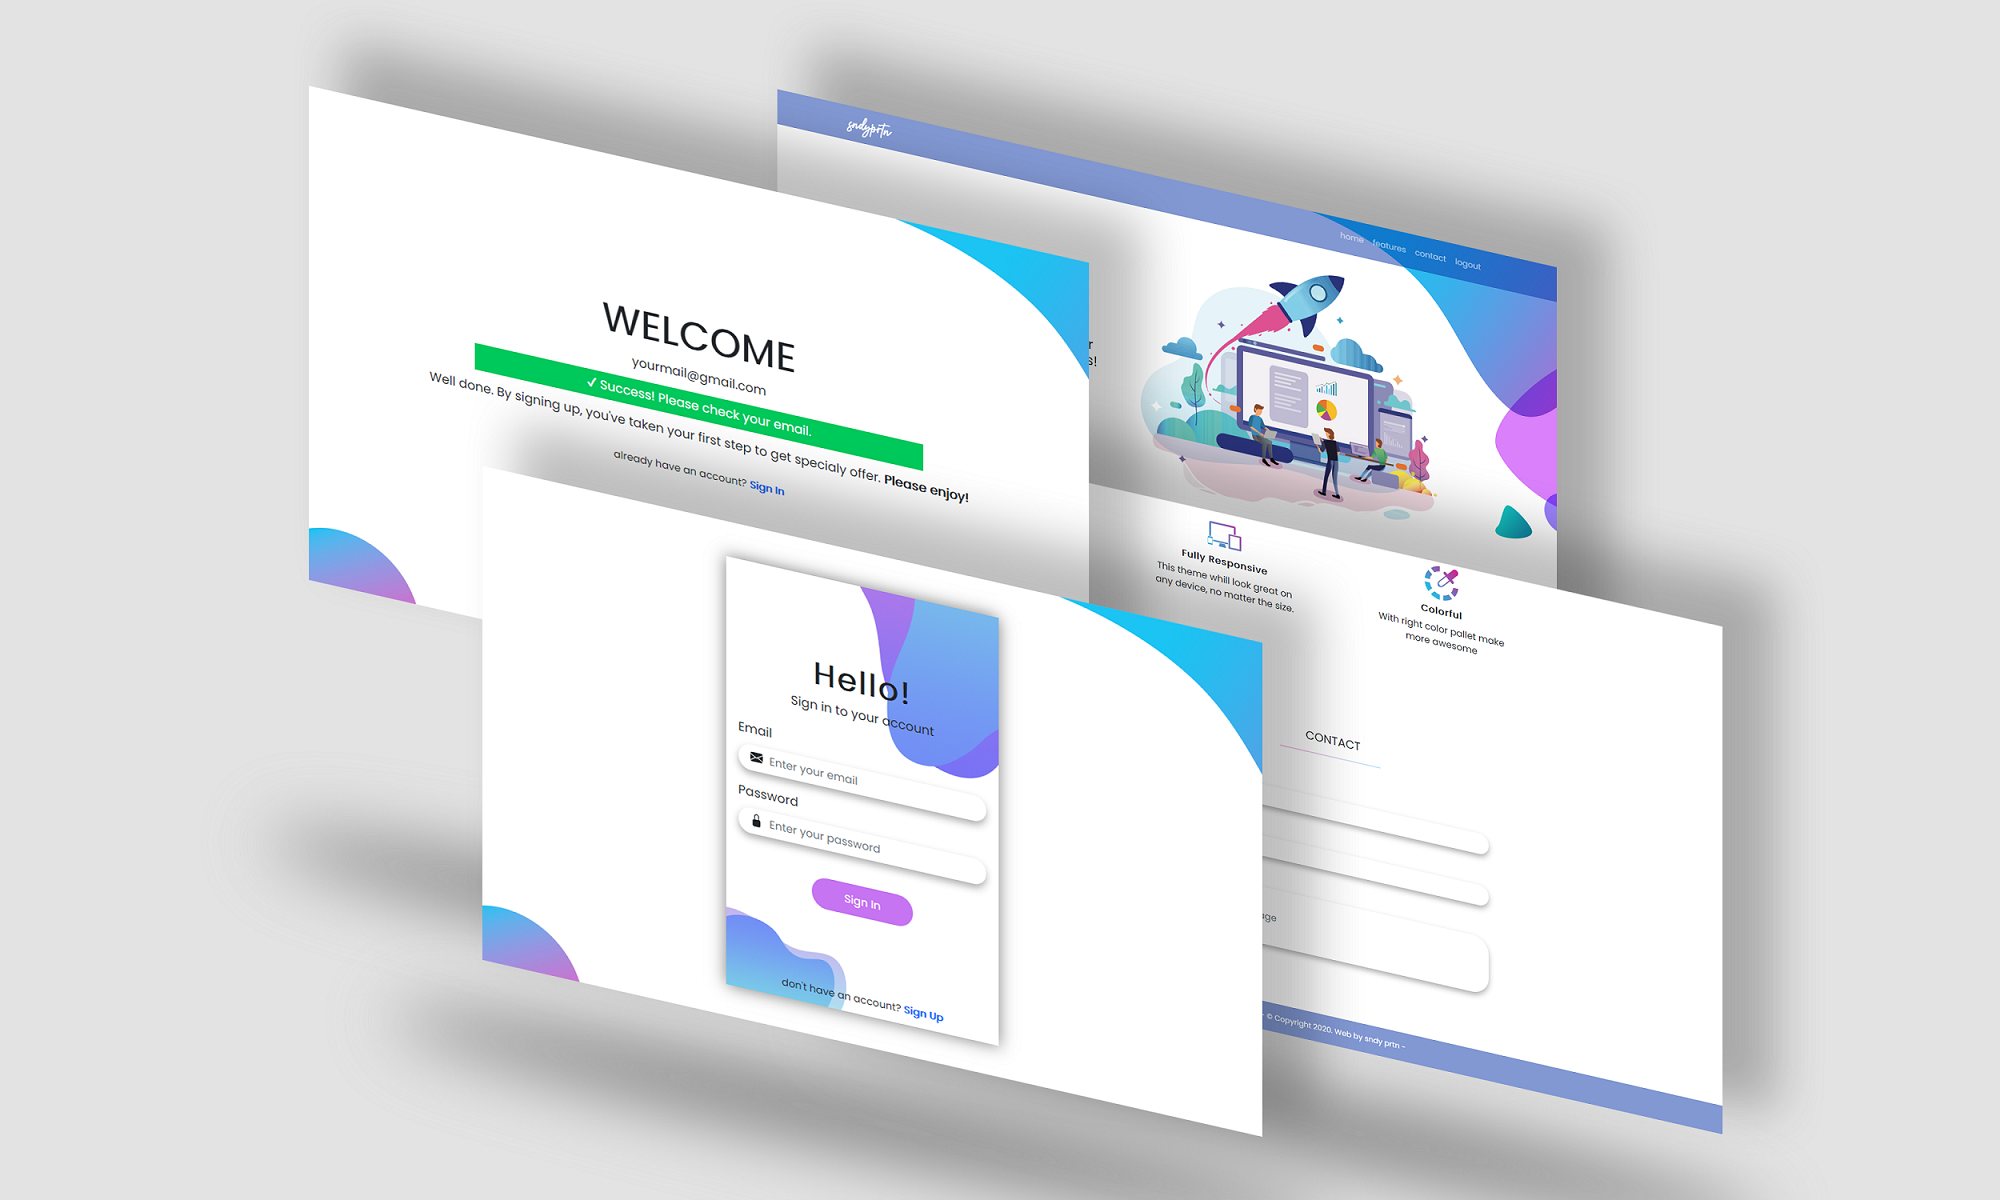 WELCOME
yourmail@gmail.com
✓ Success! Please check your email.
Well done. By signing up, you've taken your first step to get specialy offer. Please enjoy!
already have an account? Sign In
sndyprtn
home features contact logout
Fully Responsive
This theme whill look great on
any device, no matter the size.
Colorful
With right color pallet make
more awesome
Hello!
Sign in to your account
Email
Enter your email
Password
Enter your password
Sign In
don't have an account? Sign Up
CONTACT
- © Copyright 2020, Web by sndy prtn -